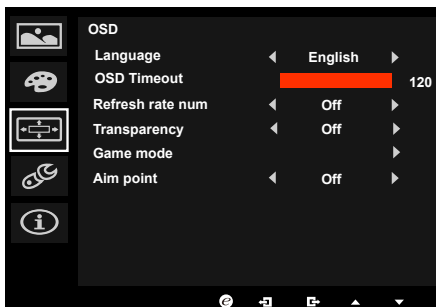 OSD
Language English
OSD Timeout 120
Refresh rate num Off
Transparency Off
Game mode
Aim point Off